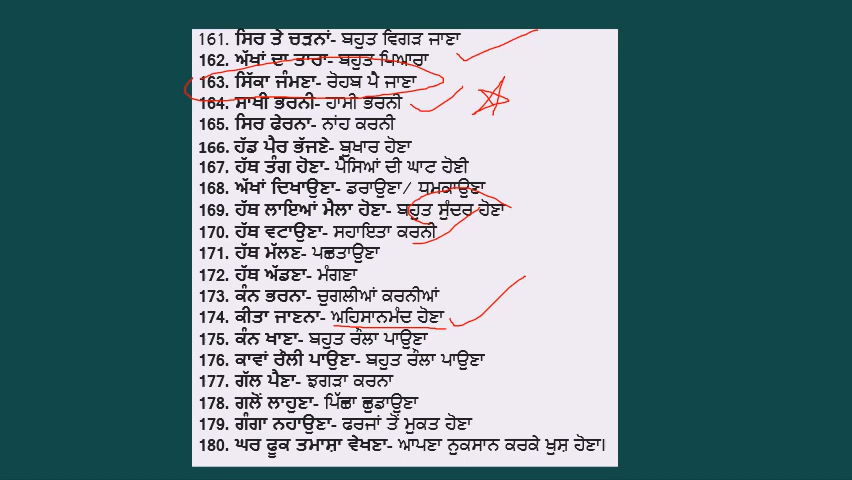 161. ਸਿਰ ਤੇ ਚੜਨਾਂ- ਬਹੁਤ ਵਿਗੜ ਜਾਣਾ
162. ਅੱਖਾਂ ਦਾ ਤਾਰਾ- ਬਹੁਤ ਪਿਆਰਾ
163. ਸਿੱਕਾ ਜੰਮਣਾ- ਰੋਹਬ ਪੈ ਜਾਣਾ
164. ਸਾਖੀ ਭਰਨੀ- ਹਾਮੀ ਭਰਨੀ
165. ਸਿਰ ਫੇਰਨਾ- ਨਾਂਹ ਕਰਨੀ
166. ਹੱਡ ਪੈਰ ਭੱਜਣੇ- ਬੁਖਾਰ ਹੋਣਾ
167. ਹੱਥ ਤੰਗ ਹੋਣਾ- ਪੈਸਿਆਂ ਦੀ ਘਾਟ ਹੋਣੀ
168. ਅੱਖਾਂ ਦਿਖਾਉਣਾ- ਡਰਾਉਣਾ/ ਧਮਕਾਉਣਾ
169. ਹੱਥ ਲਾਇਆਂ ਮੈਲਾ ਹੋਣਾ- ਬਹੁਤ ਸੁੰਦਰ ਹੋਣਾ
170. ਹੱਥ ਵਟਾਉਣਾ- ਸਹਾਇਤਾ ਕਰਨੀ
171. ਹੱਥ ਮੱਲਣ- ਪਛਤਾਉਣਾ
172. ਹੱਥ ਅੱਡਣਾ- ਮੰਗਣਾ
173. ਕੰਨ ਭਰਨਾ- ਚੁਗਲੀਆਂ ਕਰਨੀਆਂ
174. ਕੀਤਾ ਜਾਣਨਾ- ਅਹਿਸਾਨਮੰਦ ਹੋਣਾ
175. ਕੰਨ ਖਾਣਾ- ਬਹੁਤ ਰੌਲਾ ਪਾਉਣਾ
176. ਕਾਵਾਂ ਰੌਲੀ ਪਾਉਣਾ- ਬਹੁਤ ਰੌਲਾ ਪਾਉਣਾ
177. ਗੱਲ ਪੈਣਾ- ਝਗੜਾ ਕਰਨਾ
178. ਗਲੋਂ ਲਾਹੁਣਾ- ਪਿੱਛਾ ਛੁਡਾਉਣਾ
179. ਗੰਗਾ ਨਹਾਉਣਾ- ਫਰਜਾਂ ਤੋਂ ਮੁਕਤ ਹੋਣਾ
180. ਘਰ ਫੂਕ ਤਮਾਸ਼ਾ ਵੇਖਣਾ- ਆਪਣਾ ਨੁਕਸਾਨ ਕਰਕੇ ਖੁਸ਼ ਹੋਣਾ।